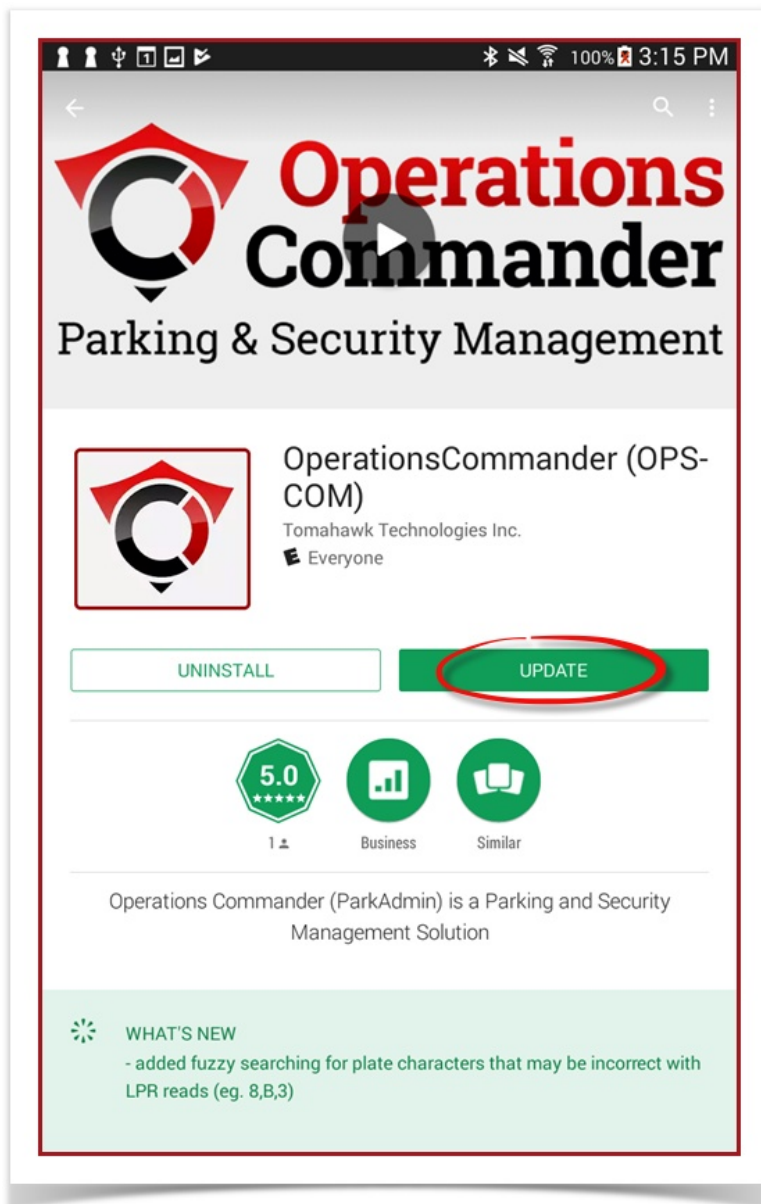 1 100% 3:15 PM
Operations
Commander
Parking & Security Management
OperationsCommander (OPS-
COM)
Tomahawk Technologies Inc.
E Everyone
UNINSTALL UPDATE
5.0
1 Business Similar
Operations Commander (ParkAdmin) is a Parking and Security
Management Solution
WHAT'S NEW
- added fuzzy searching for plate characters that may be incorrect with
LPR reads (eg. 8,B,3)